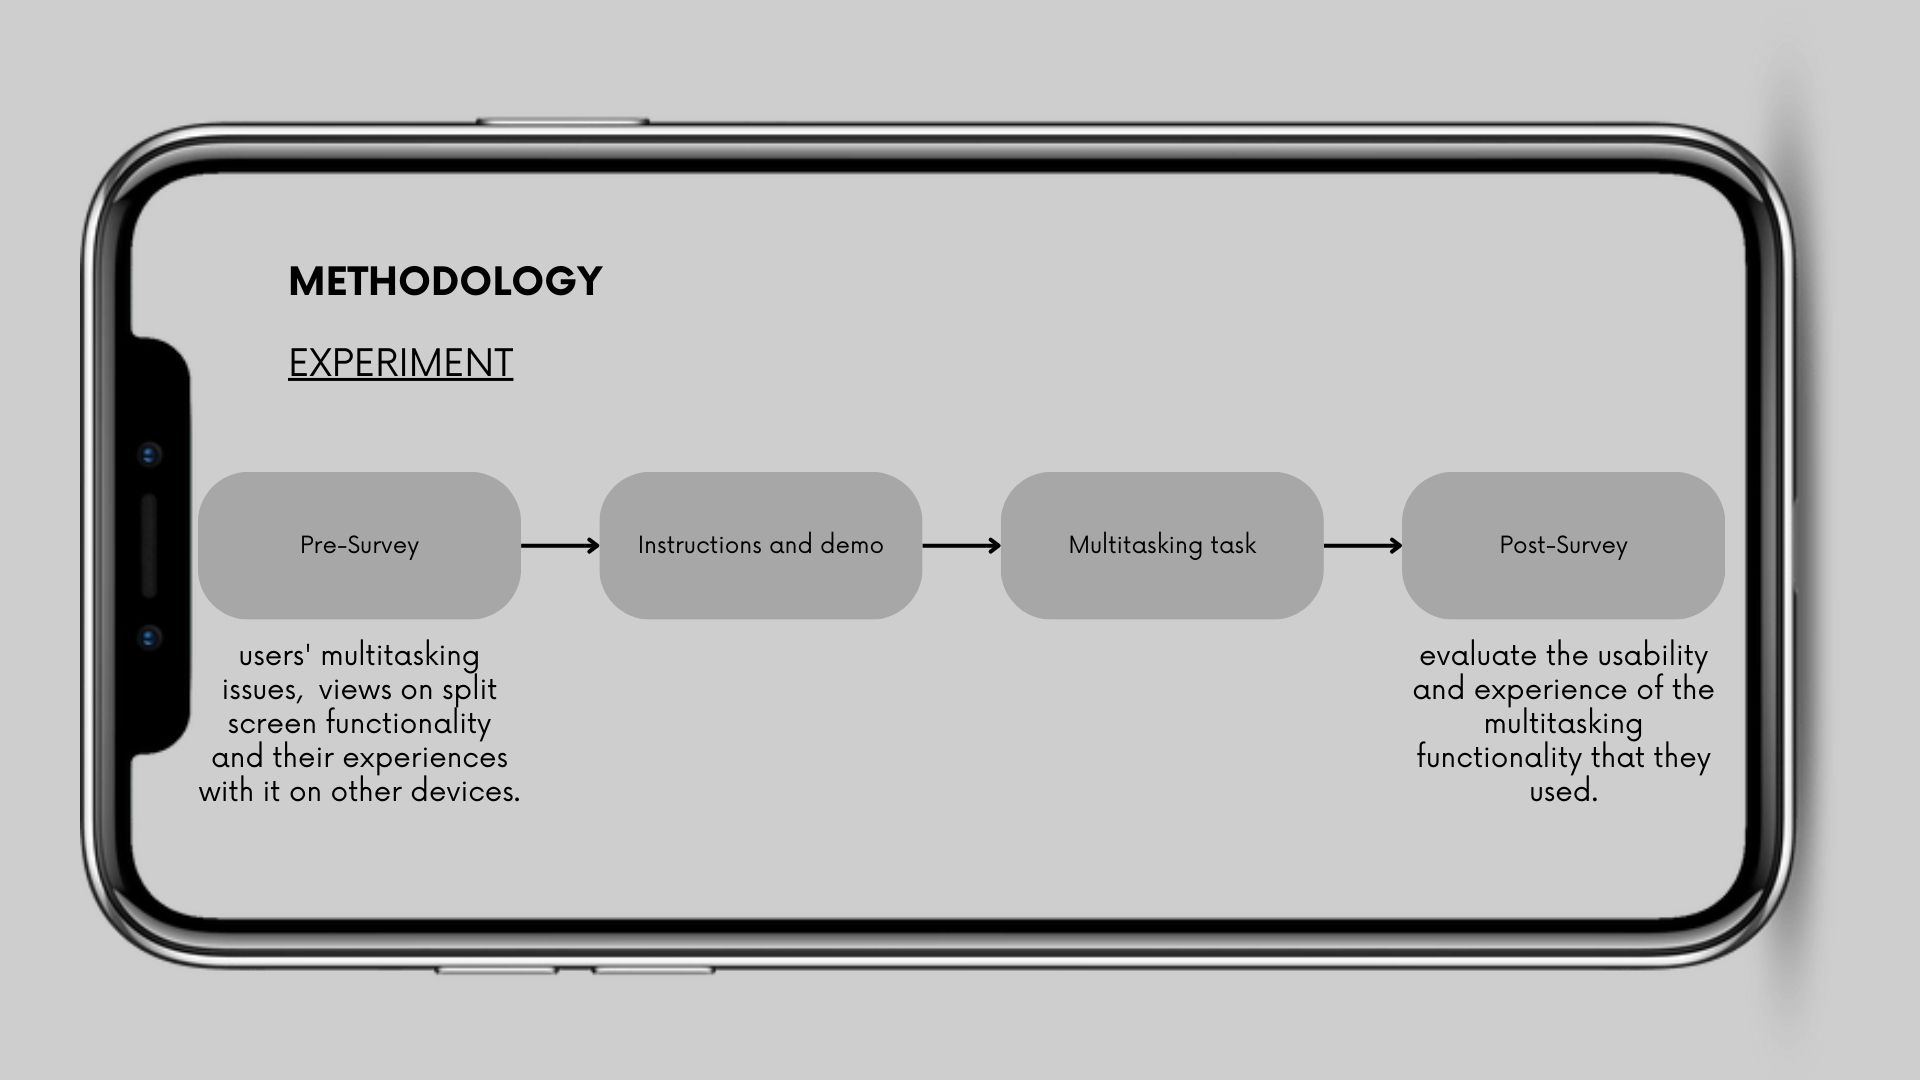 METHODOLOGY
EXPERIMENT
Pre-Survey
Instructions and demo
Multitasking task
Post-Survey
users' multitasking
issues,  views on split
screen functionality
and their experiences
with it on other devices.
evaluate the usability
and experience of the
multitasking
functionality that they
used.